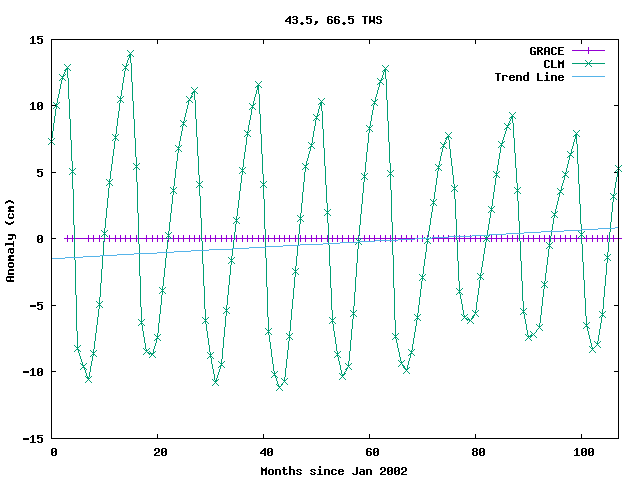 43.5, 66.5 TWS
GRACE
CLM
Trend Line
15
10
5
0
-5
-10
-15
Anomaly (cm)
0 20 40 60 80 100
Months since Jan 2002